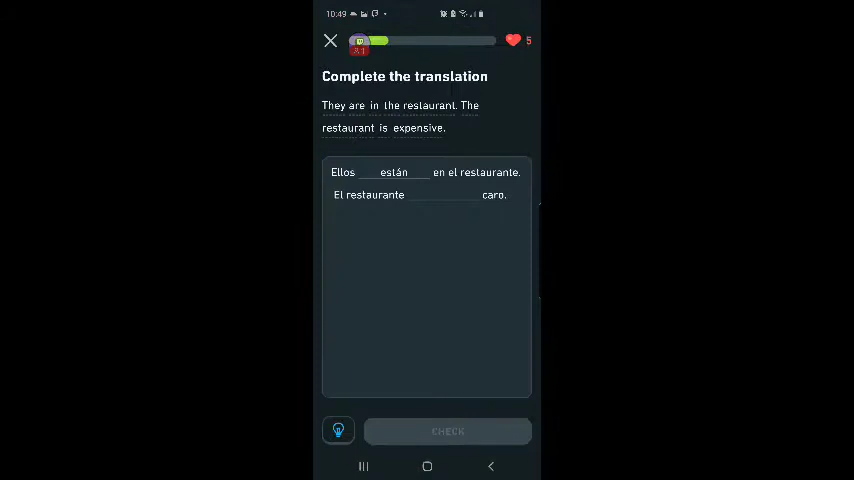 10:49
5
Complete the translation
They are in the restaurant. The
restaurant is expensive.
Ellos están en el restaurante.
El restaurante caro.
CHECK